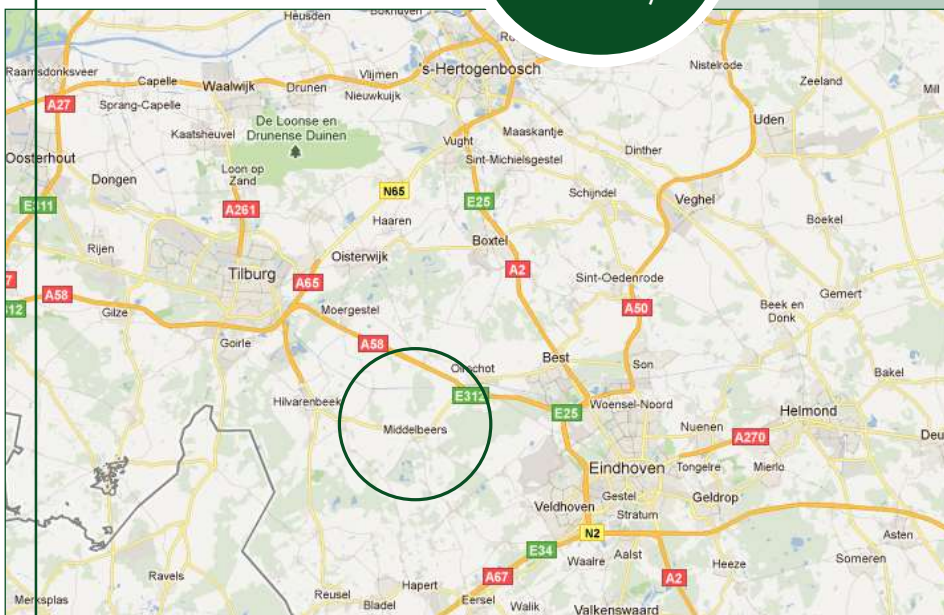 Heusden
Bokhoven
's-Hertogenbosch
Nistelrode
Raamsdonksveer
Capelle
Waalwijk
Drunen
Vlijmen
Nieuwkuijk
Zeeland
Mill
A27
Sprang-Capelle
De Loonse en
Drunense Duinen
Kaatsheuvel
Vught
Maaskantje
Uden
Oosterhout
Sint-Michielsgestel
Dinther
Dongen
Loon op
Zand
N65
Schijndel
E311
A261
E25
Veghel
Haaren
Boekel
Rijen
Oisterwijk
Boxtel
Tilburg
A65
A2
Sint-Oedenrode
A58
Gilze
Moergestel
A50
Beek en
Donk
Gemert
Goirle
A58
Oirschot
Best
Son
Bakel
Hilvarenbeek
E312
E25
Woensel-Noord
Helmond
Middelbeers
Nuenen
A270
Eindhoven
Tongelre
Mierlo
Veldhoven
Gestel
Geldrop
Stratum
N2
Asten
E34
Waalre
Aalst
Heeze
Someren
Ravels
Hapert
A67
A2
Merksplas
Reusel
Bladel
Eersel
Walik
Valkenswaard